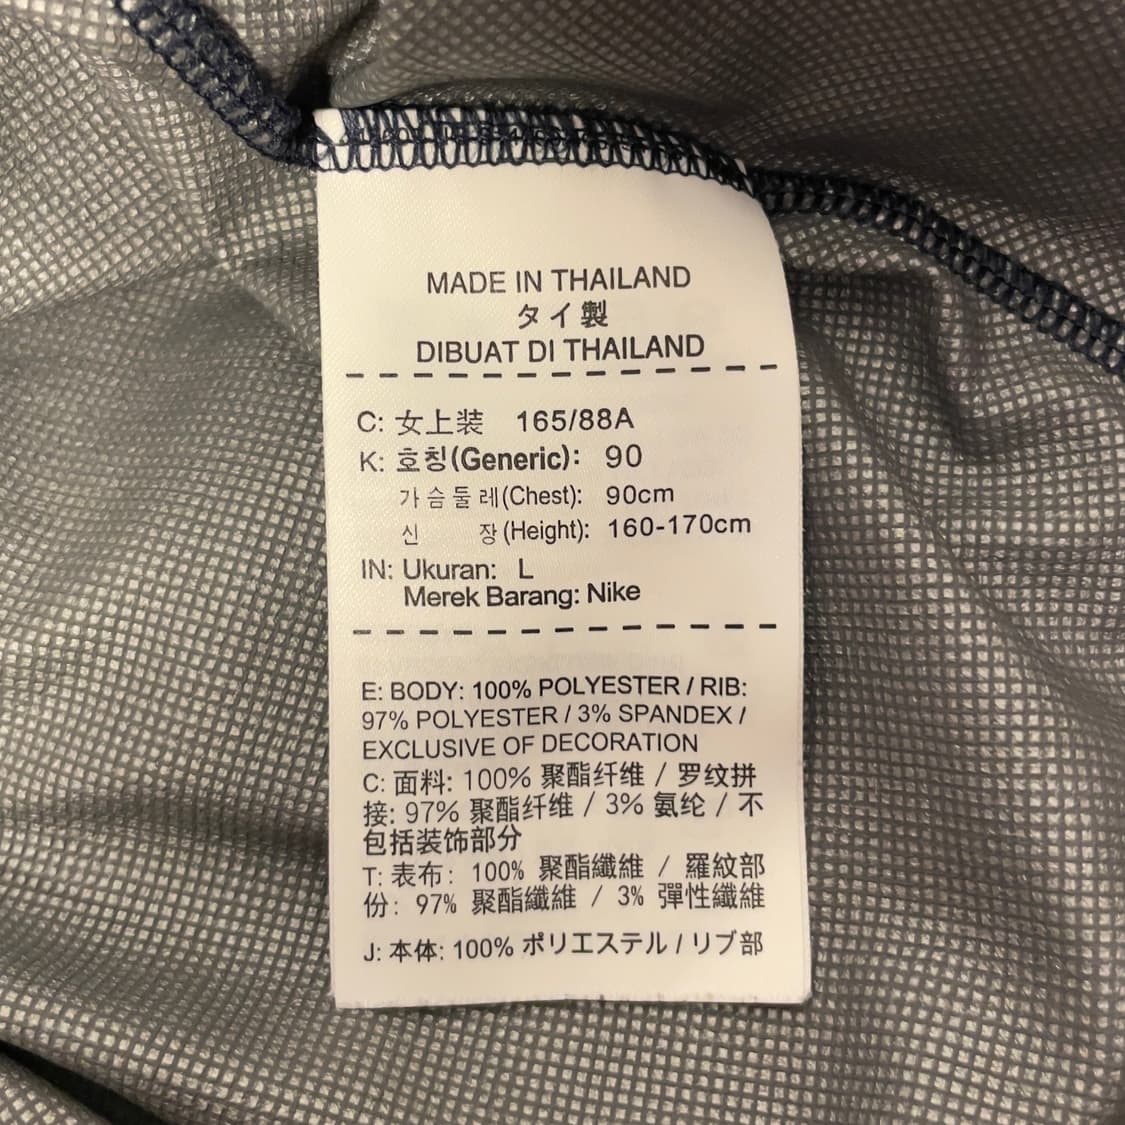 MADE IN THAILAND
タイ製
DIBUAT DI THAILAND
C: 女上装 165/88A
K: 호칭(Generic): 90
가슴둘레(Chest): 90cm
신 장(Height): 160-170cm
IN: Ukuran: L
Merek Barang: Nike
E: BODY: 100% POLYESTER / RIB:
97% POLYESTER / 3% SPANDEX /
EXCLUSIVE OF DECORATION
C: 面料: 100% 聚酯纤维 / 罗纹拼
接: 97% 聚酯纤维 / 3% 氨纶 / 不
包括装饰部分
T: 表布: 100% 聚酯纖維 / 羅紋部
份: 97% 聚酯纖維 / 3% 彈性纖維
J: 本体: 100% ポリエステル / リブ部